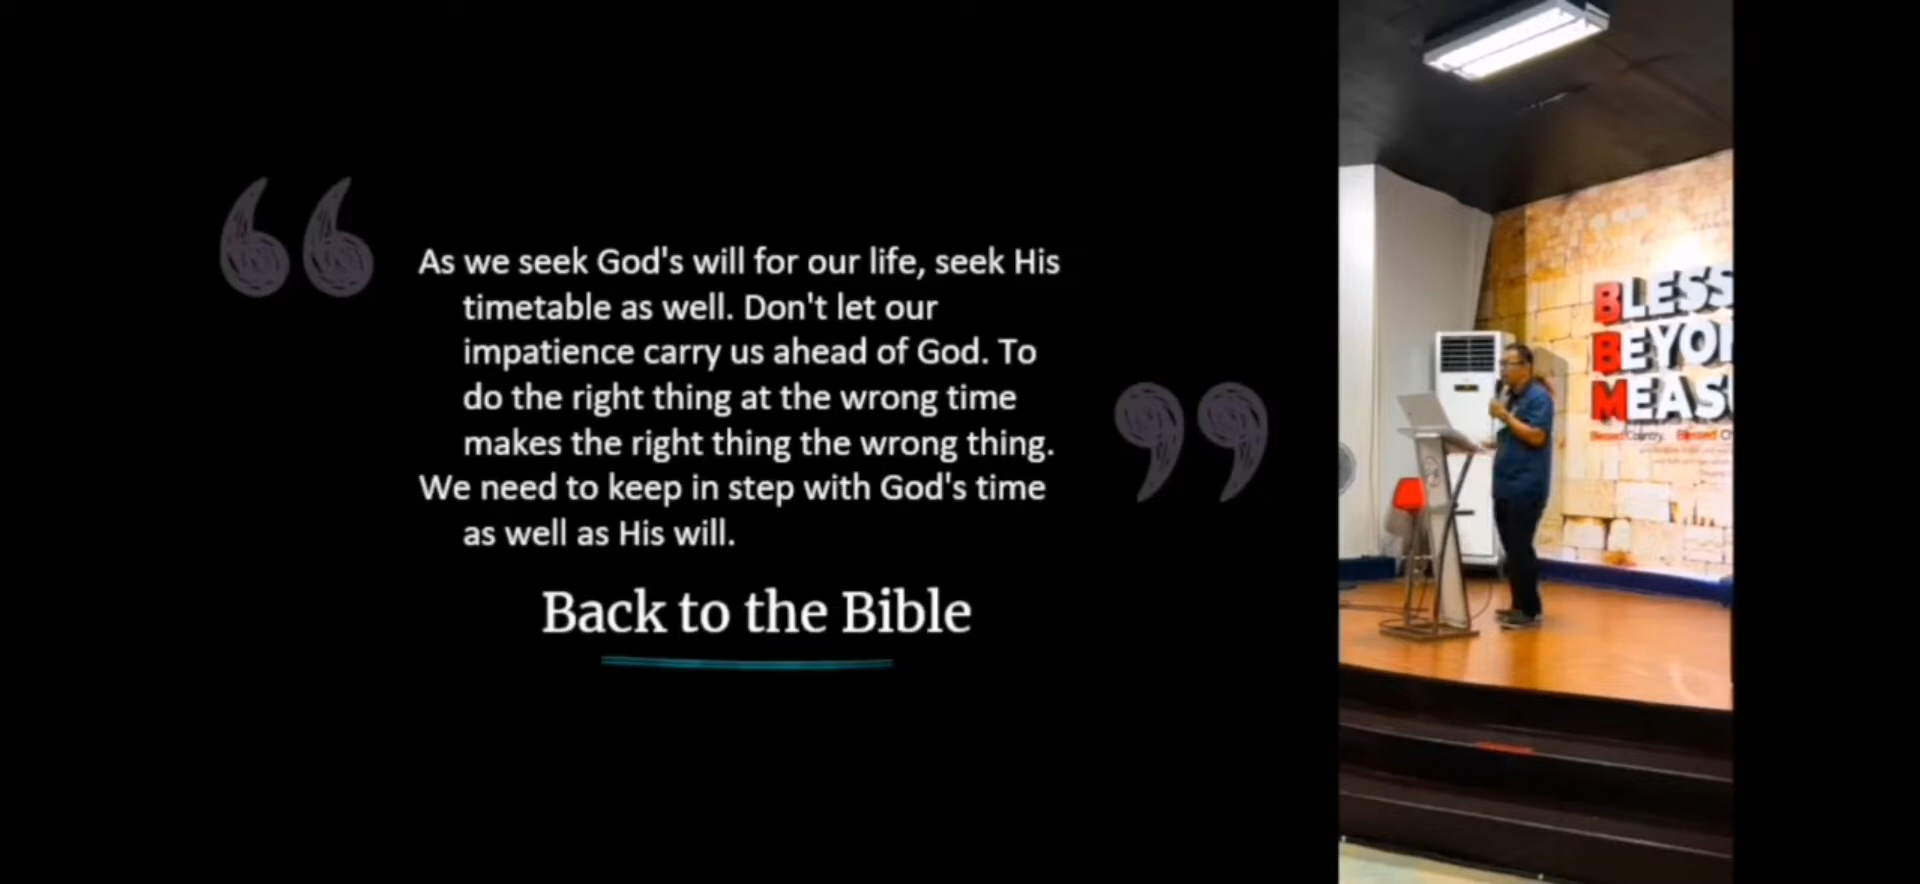 As we seek God's will for our life, seek His
timetable as well. Don't let our
impatience carry us ahead of God. To
do the right thing at the wrong time
makes the right thing the wrong thing.
We need to keep in step with God's time
as well as His will.
Back to the Bible
BLESS
BEYO
MEAS
Blessed Country. Blessed